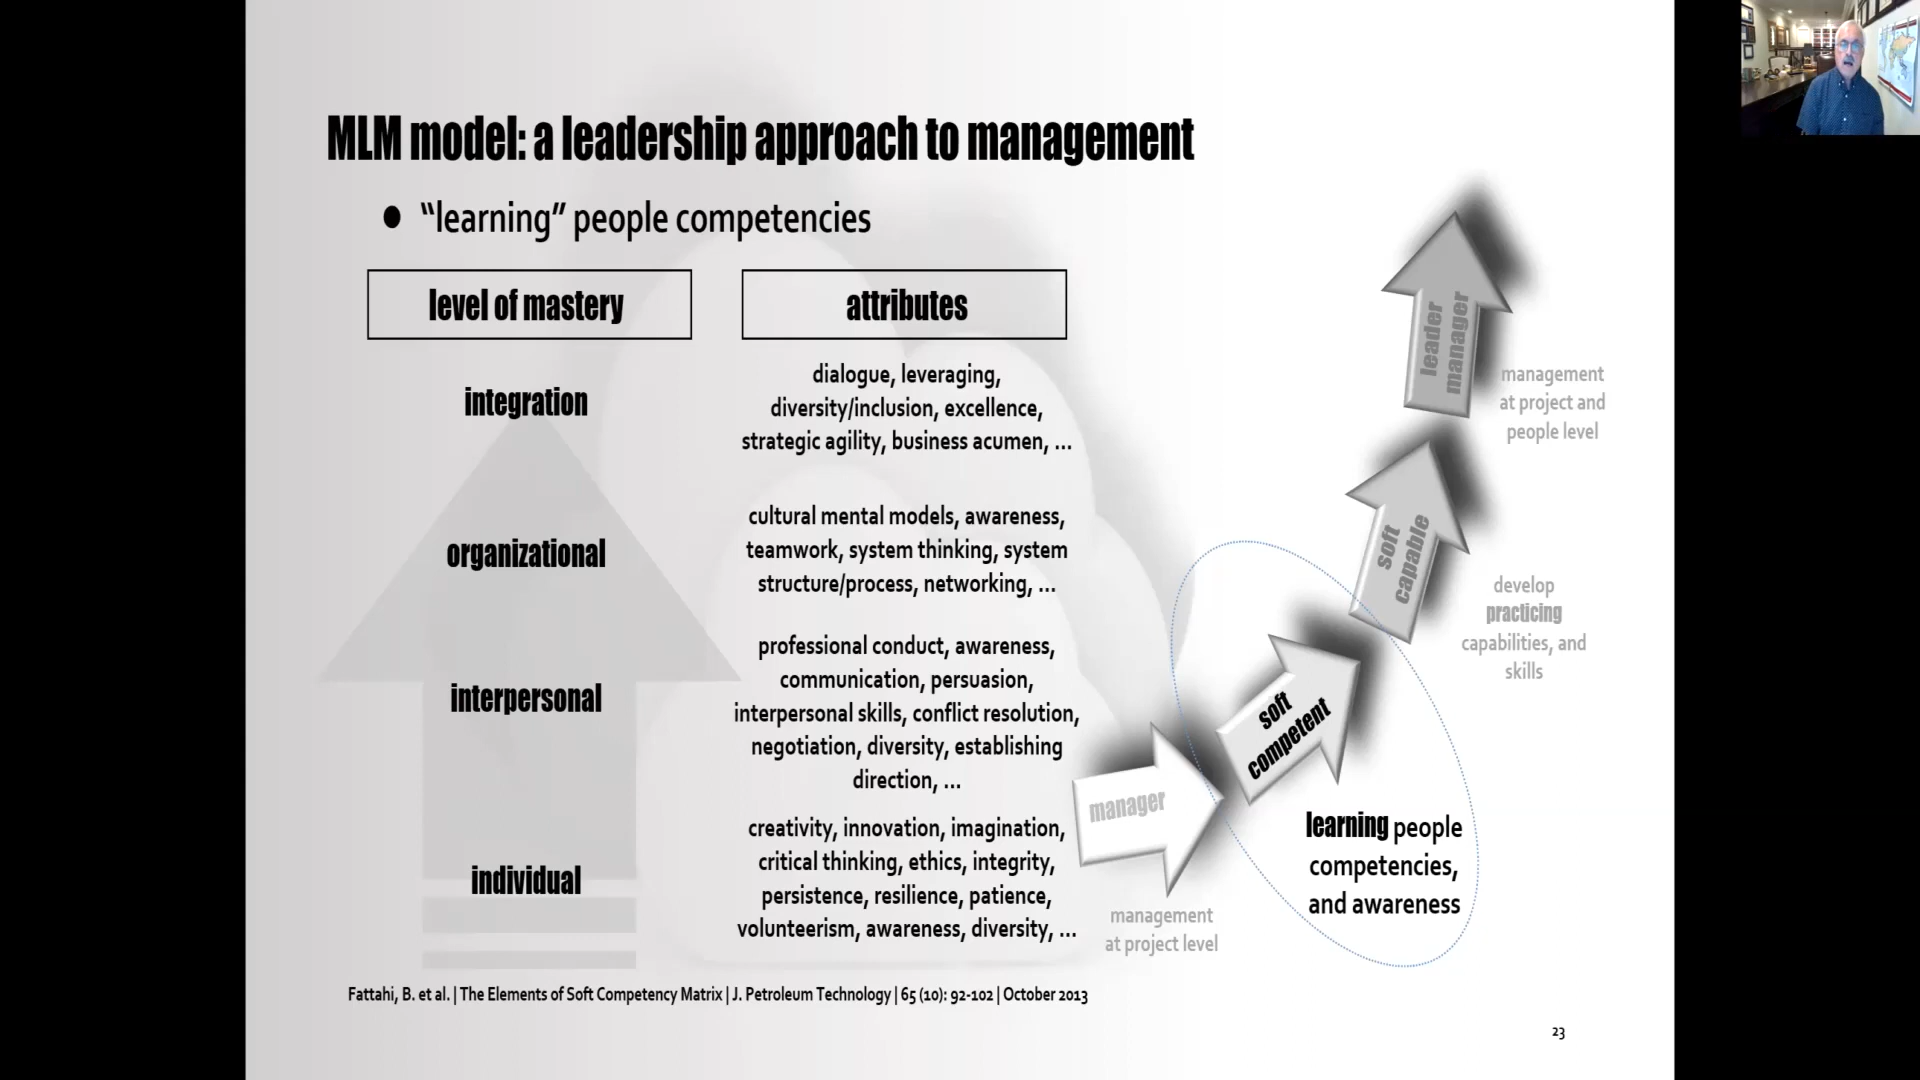 MLM model: a leadership approach to management
● “learning” people competencies
level of mastery
attributes
integration
dialogue, leveraging,
diversity/inclusion, excellence,
strategic agility, business acumen, ...
organizational
cultural mental models, awareness,
teamwork, system thinking, system
structure/process, networking, ...
interpersonal
professional conduct, awareness,
communication, persuasion,
interpersonal skills, conflict resolution,
negotiation, diversity, establishing
direction, ...
individual
creativity, innovation, imagination,
critical thinking, ethics, integrity,
persistence, resilience, patience,
volunteerism, awareness, diversity, ...
manager
management
at project level
soft
competent
learning people
competencies,
and awareness
soft
capable
develop
practicing
capabilities, and
skills
leader
manager
management
at project and
people level
Fattahi, B. et al. | The Elements of Soft Competency Matrix | J. Petroleum Technology | 65 (10): 92-102 | October 2013
23